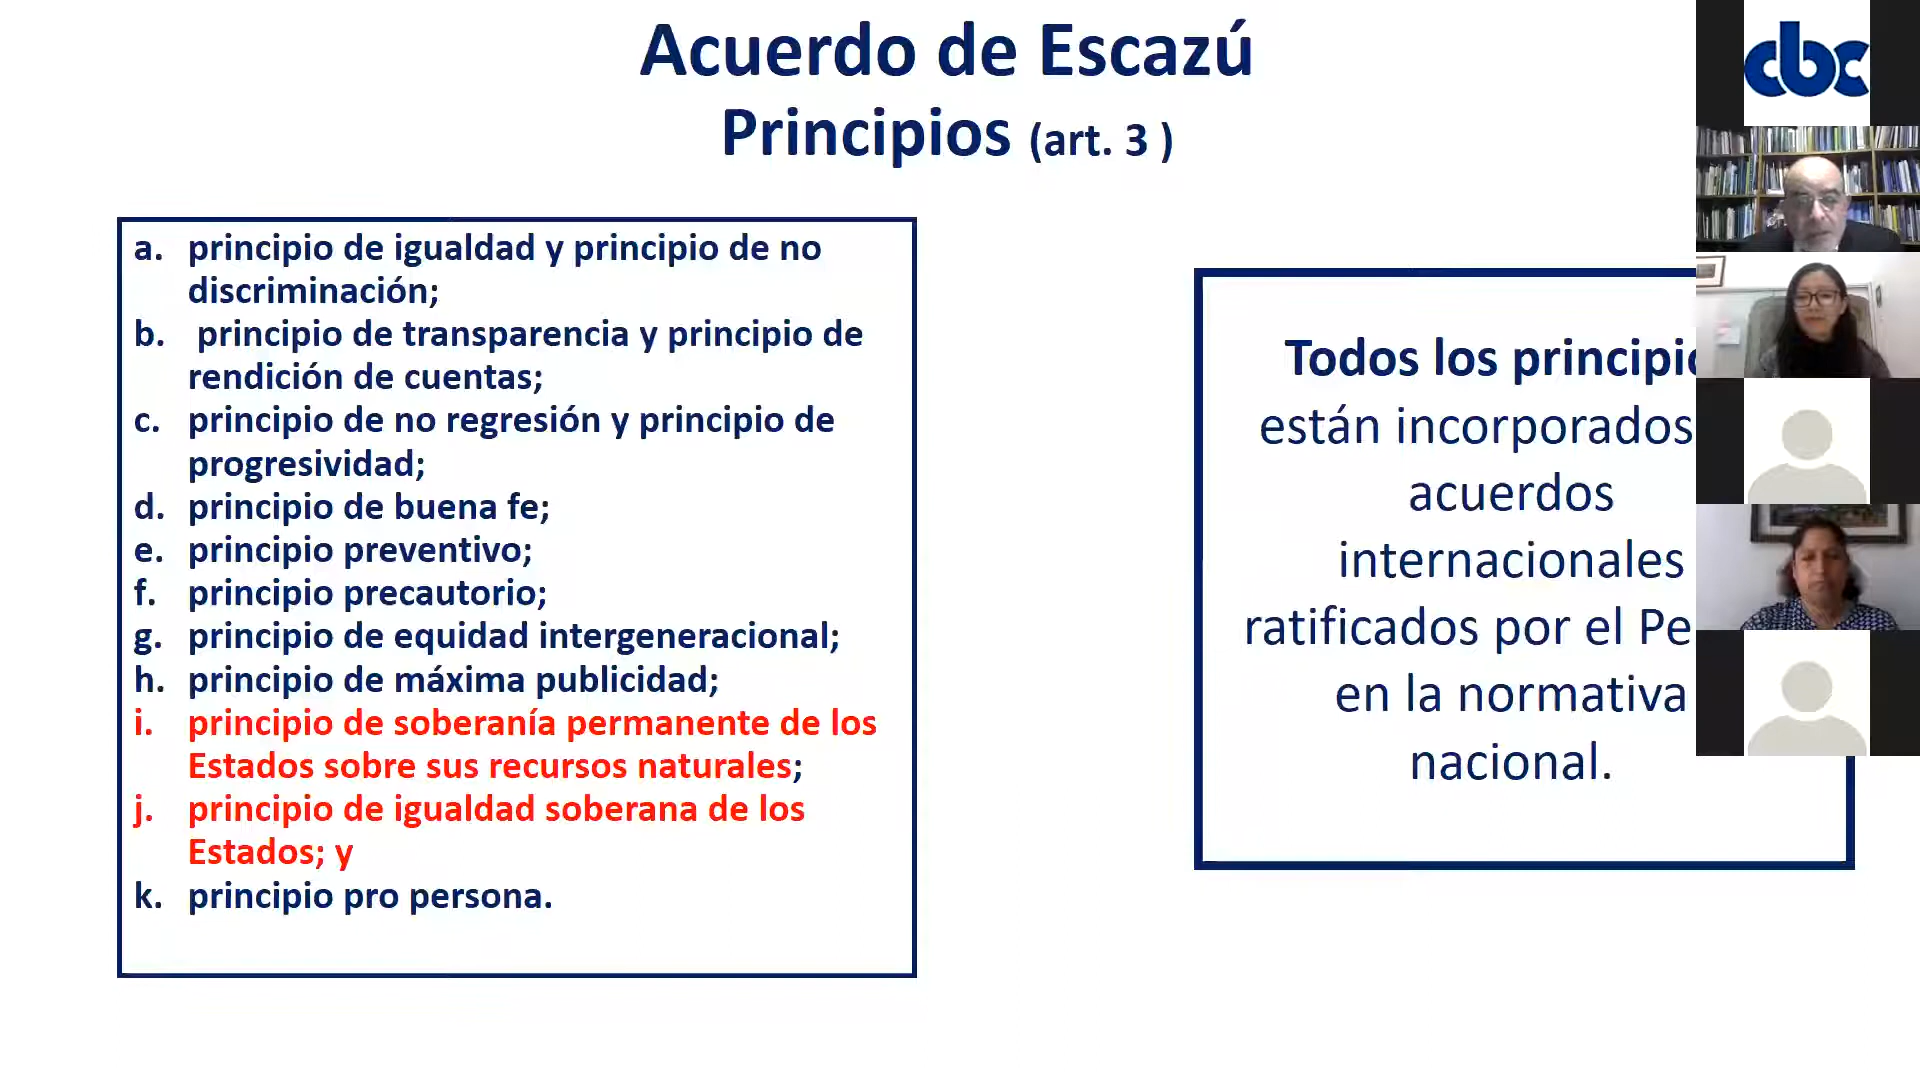 Acuerdo de Escazú
Principios (art. 3 )
a. principio de igualdad y principio de no
discriminación;
b. principio de transparencia y principio de
rendición de cuentas;
c. principio de no regresión y principio de
progresividad;
d. principio de buena fe;
e. principio preventivo;
f. principio precautorio;
g. principio de equidad intergeneracional;
h. principio de máxima publicidad;
i. principio de soberanía permanente de los
Estados sobre sus recursos naturales;
j. principio de igualdad soberana de los
Estados; y
k. principio pro persona.
Todos los
están incorporados
acuerdos
internacionales
ratificados por el
en la normativa
nacional.
cbc